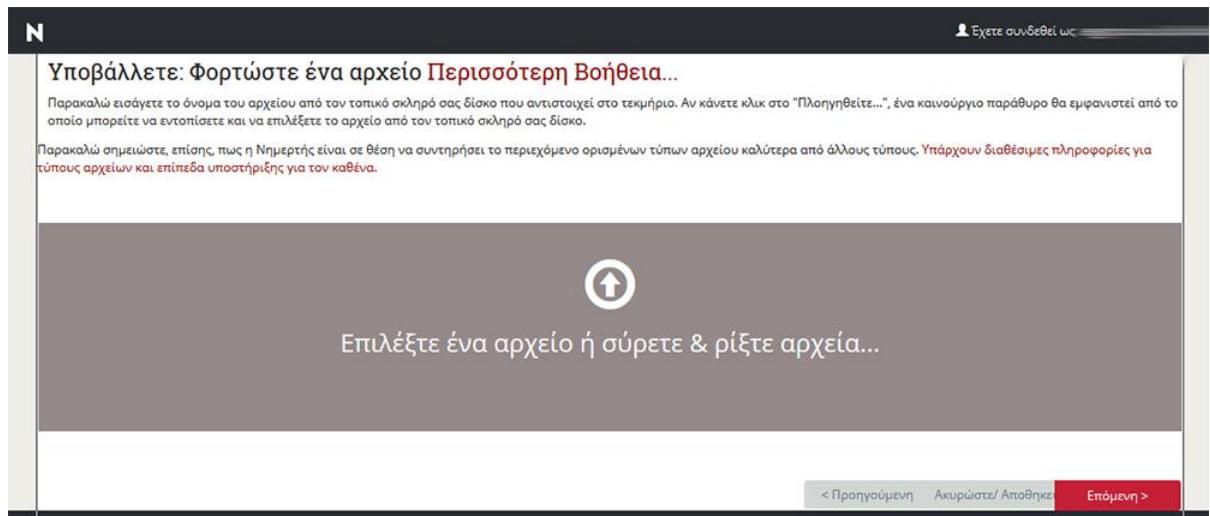 N
Έχετε συνδεθεί ως
Υποβάλλετε: Φορτώστε ένα αρχείο Περισσότερη Βοήθεια...
Παρακαλώ εισάγετε το όνομα του αρχείου από τον τοπικό σκληρό σας δίσκο που αντιστοιχεί στο τεκμήριο. Αν κάνετε κλικ στο "Πλοηγηθείτε...", ένα καινούργιο παράθυρο θα εμφανιστεί από το
οποίο μπορείτε να εντοπίσετε και να επιλέξετε το αρχείο από τον τοπικό σκληρό σας δίσκο.
Παρακαλώ σημειώστε, επίσης, πως η Νημερτής είναι σε θέση να συντηρήσει το περιεχόμενο ορισμένων τύπων αρχείου καλύτερα από άλλους τύπους. Υπάρχουν διαθέσιμες πληροφορίες για
τύπους αρχείων και επίπεδα υποστήριξης για τον καθένα.
Επιλέξτε ένα αρχείο ή σύρετε & ρίξτε αρχεία...
< Προηγούμενη Ακυρώστε/ Αποθηκε Επόμενη >